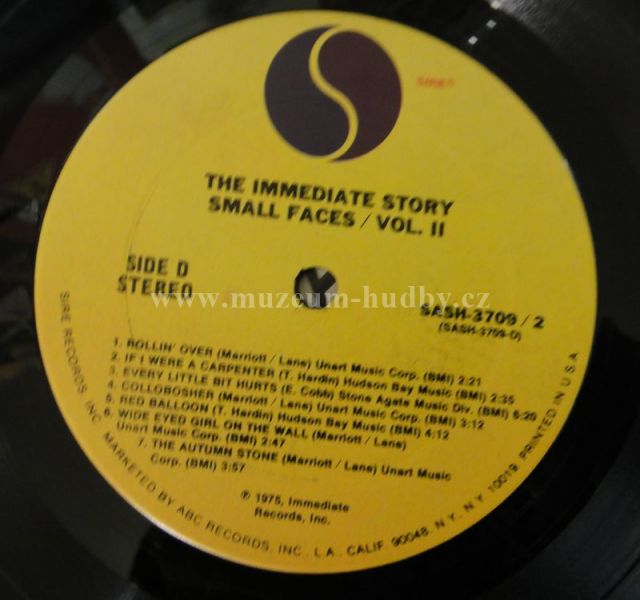 SIRE®
THE IMMEDIATE STORY
SMALL FACES / VOL. II
SIDE D
STEREO
SASH-3709 / 2
(SASH-3709-D)
www.muzeum-hudby.cz
1. ROLLIN' OVER (Marriott / Lane) Unart Music Corp. (BMI) 2:21
2. IF I WERE A CARPENTER (T. Hardin) Hudson Bay Music (BMI) 2:35
3. EVERY LITTLE BIT HURTS (E. Cobb) Stone Agate Music Div. (BMI) 6:20
4. COLLOBOSHER (Marriott / Lane) Unart Music Corp. (BMI) 3:12
5. RED BALLOON (T. Hardin) Hudson Bay Music (BMI) 4:12
6. WIDE EYED GIRL ON THE WALL (Marriott / Lane)
Unart Music Corp. (BMI) 2:47
7. THE AUTUMN STONE (Marriott / Lane) Unart Music
Corp. (BMI) 3:57
℗ 1975, Immediate
Records, Inc.
SIRE RECORDS, INC. MARKETED BY ABC RECORDS, INC., L.A., CALIF. 90048, N.Y., N.Y. 10019 PRINTED IN U.S.A.